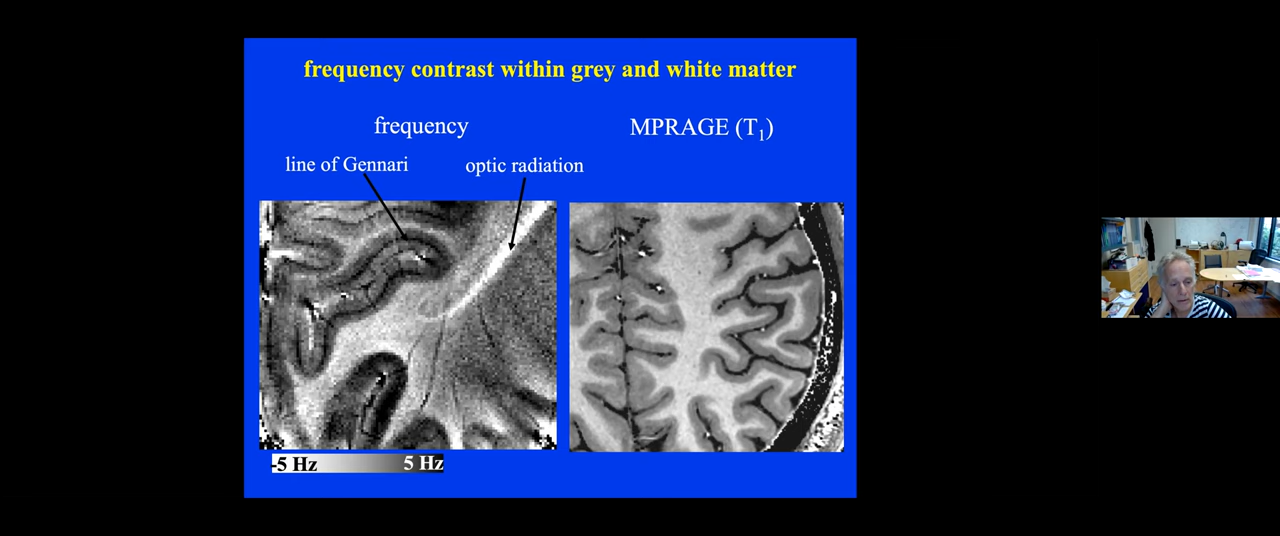 frequency contrast within grey and white matter
frequency
MPRAGE (T₁)
line of Gennari
optic radiation
-5 Hz
5 Hz